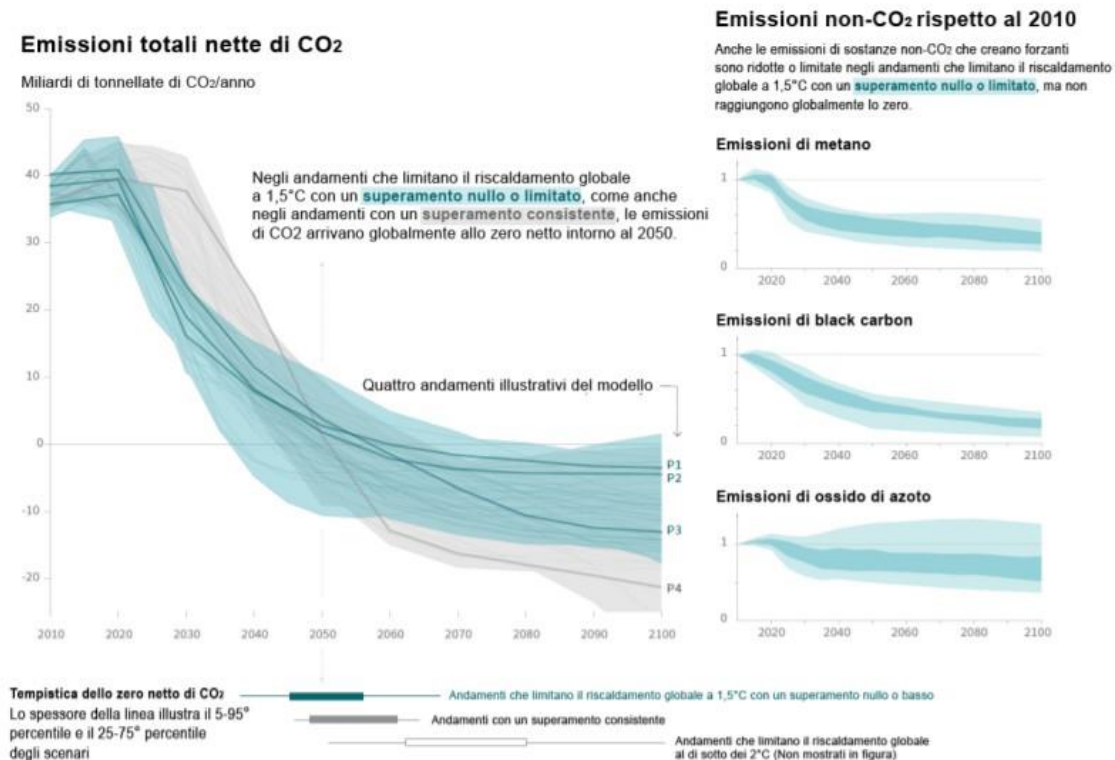 Emissioni totali nette di CO₂
Miliardi di tonnellate di CO₂/anno
50
40
30
20
10
0
-10
-20
2010
2020
2030
2040
2050
2060
2070
2080
2090
2100
Negli andamenti che limitano il riscaldamento globale
a 1,5°C con un superamento nullo o limitato, come anche
negli andamenti con un superamento consistente, le emissioni
di CO2 arrivano globalmente allo zero netto intorno al 2050.
Quattro andamenti illustrativi del modello
P1
P2
P3
P4
Emissioni non-CO₂ rispetto al 2010
Anche le emissioni di sostanze non-CO₂ che creano forzanti
sono ridotte o limitate negli andamenti che limitano il riscaldamento
globale a 1,5°C con un superamento nullo o limitato, ma non
raggiungono globalmente lo zero.
Emissioni di metano
1
0
2020
2040
2060
2080
2100
Emissioni di black carbon
1
0
2020
2040
2060
2080
2100
Emissioni di ossido di azoto
1
0
2020
2040
2060
2080
2100
Tempistica dello zero netto di CO₂
Lo spessore della linea illustra il 5-95°
percentile e il 25-75° percentile
degli scenari
Andamenti che limitano il riscaldamento globale a 1,5°C con un superamento nullo o basso
Andamenti con un superamento consistente
Andamenti che limitano il riscaldamento globale
al di sotto dei 2°C (Non mostrati in figura)